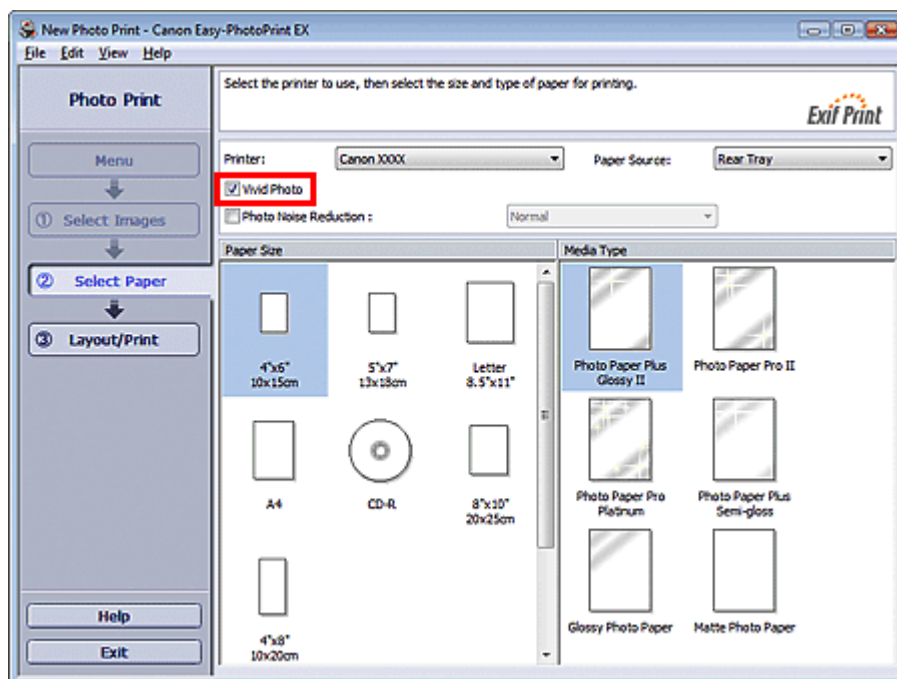 New Photo Print - Canon Easy-PhotoPrint EX
File Edit View Help
Photo Print
Menu
① Select Images
② Select Paper
③ Layout/Print
Help
Exit
Select the printer to use, then select the size and type of paper for printing.
Exif Print
Printer: Canon XXXX Paper Source: Rear Tray
Vivid Photo
Photo Noise Reduction : Normal
Paper Size
4"x6"
10x15cm
5"x7"
13x18cm
Letter
8.5"x11"
A4
CD-R
8"x10"
20x25cm
4"x8"
10x20cm
Media Type
Photo Paper Plus
Glossy II
Photo Paper Pro II
Photo Paper Pro
Platinum
Photo Paper Plus
Semi-gloss
Glossy Photo Paper
Matte Photo Paper